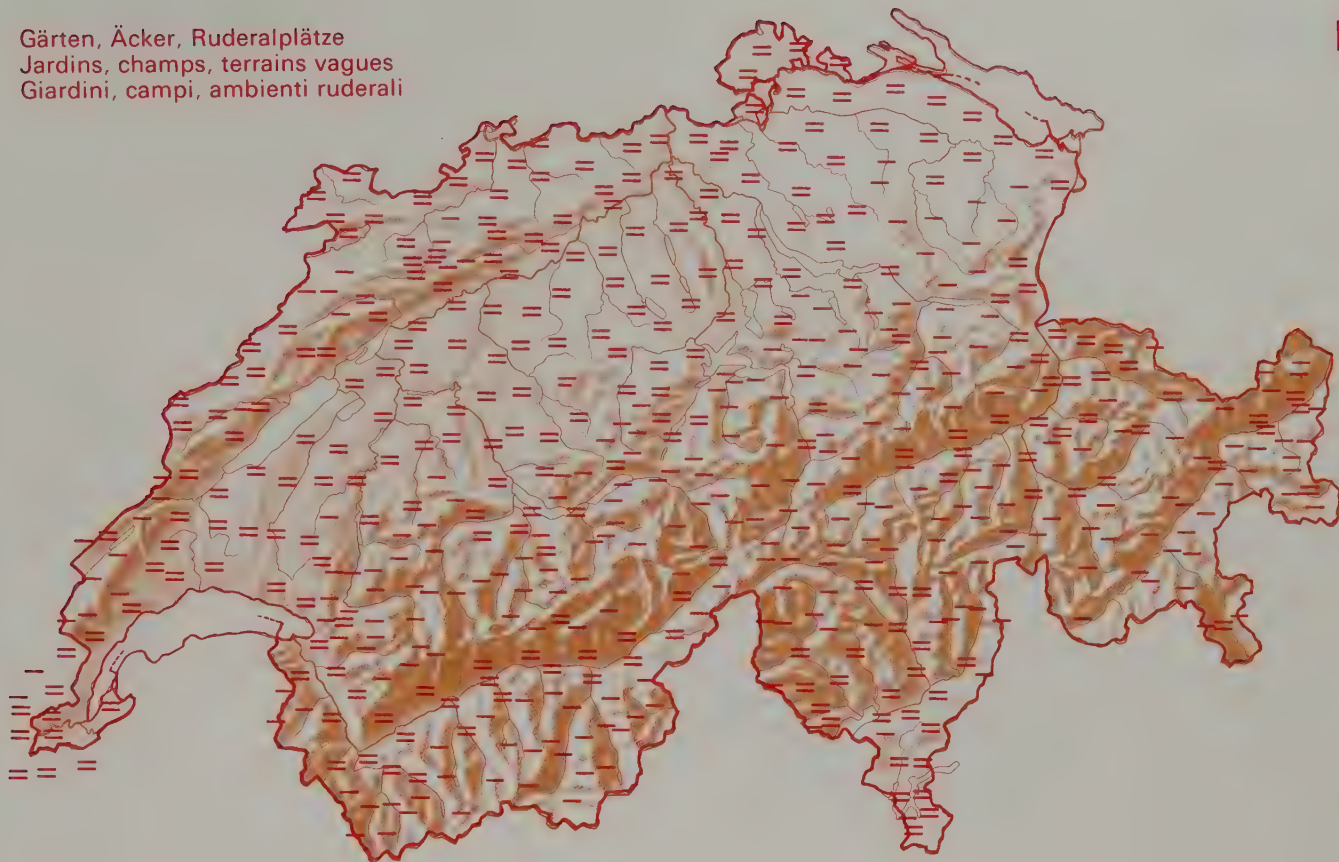 Gärten, Äcker, Ruderalplätze
Jardins, champs, terrains vagues
Giardini, campi, ambienti ruderali